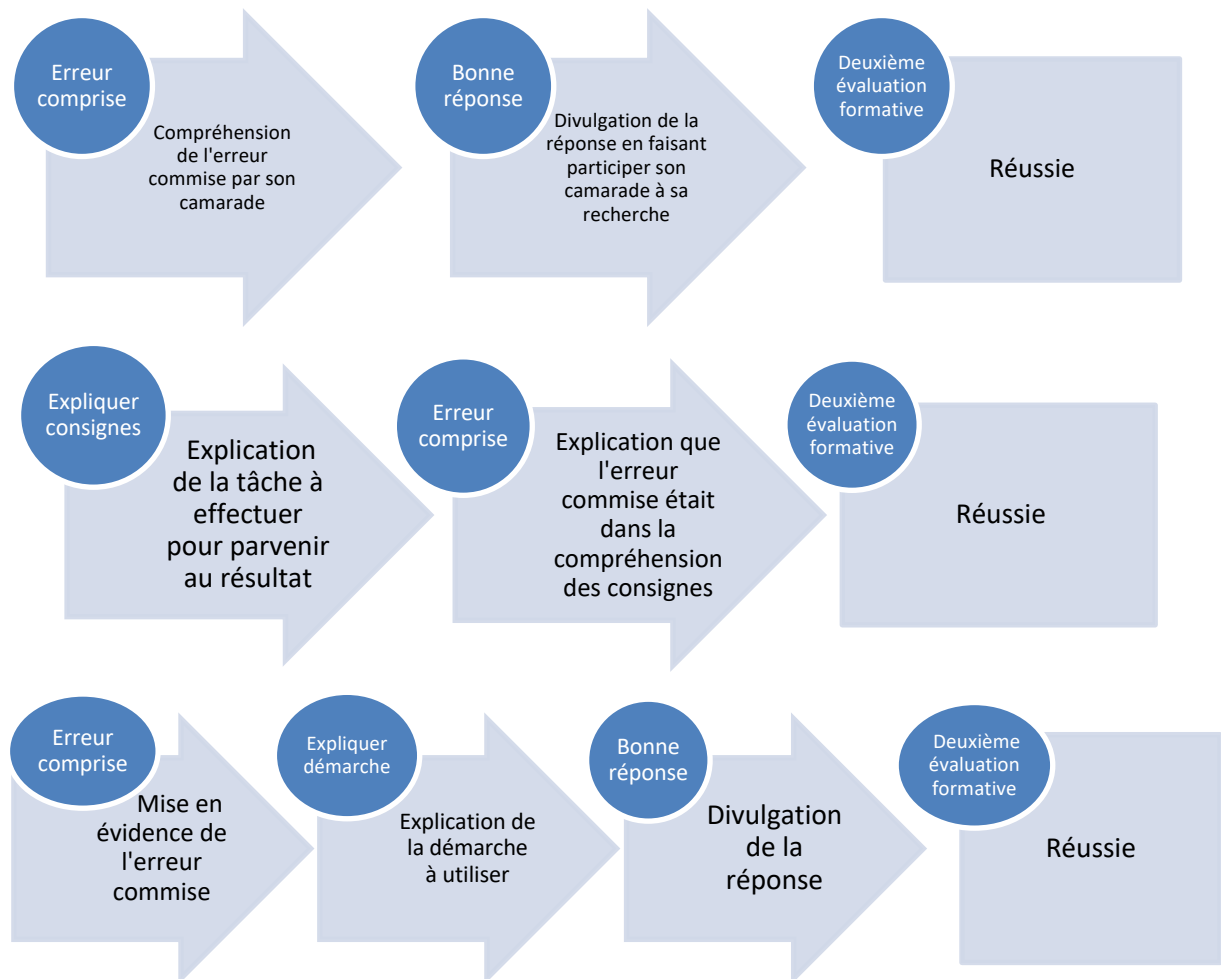 Erreur
comprise
Compréhension
de l'erreur
commise par son
camarade
Bonne
réponse
Divulgation de la
réponse en faisant
participer son
camarade à sa
recherche
Deuxième
évaluation
formative
Réussie
Expliquer
consignes
Explication
de la tâche à
effectuer
pour parvenir
au résultat
Erreur
comprise
Explication que
l'erreur
commise était
dans la
compréhension
des consignes
Deuxième
évaluation
formative
Réussie
Erreur
comprise
Mise en
évidence de
l'erreur
commise
Expliquer
démarche
Explication de
la démarche
à utiliser
Bonne
réponse
Divulgation
de la
réponse
Deuxième
évaluation
formative
Réussie